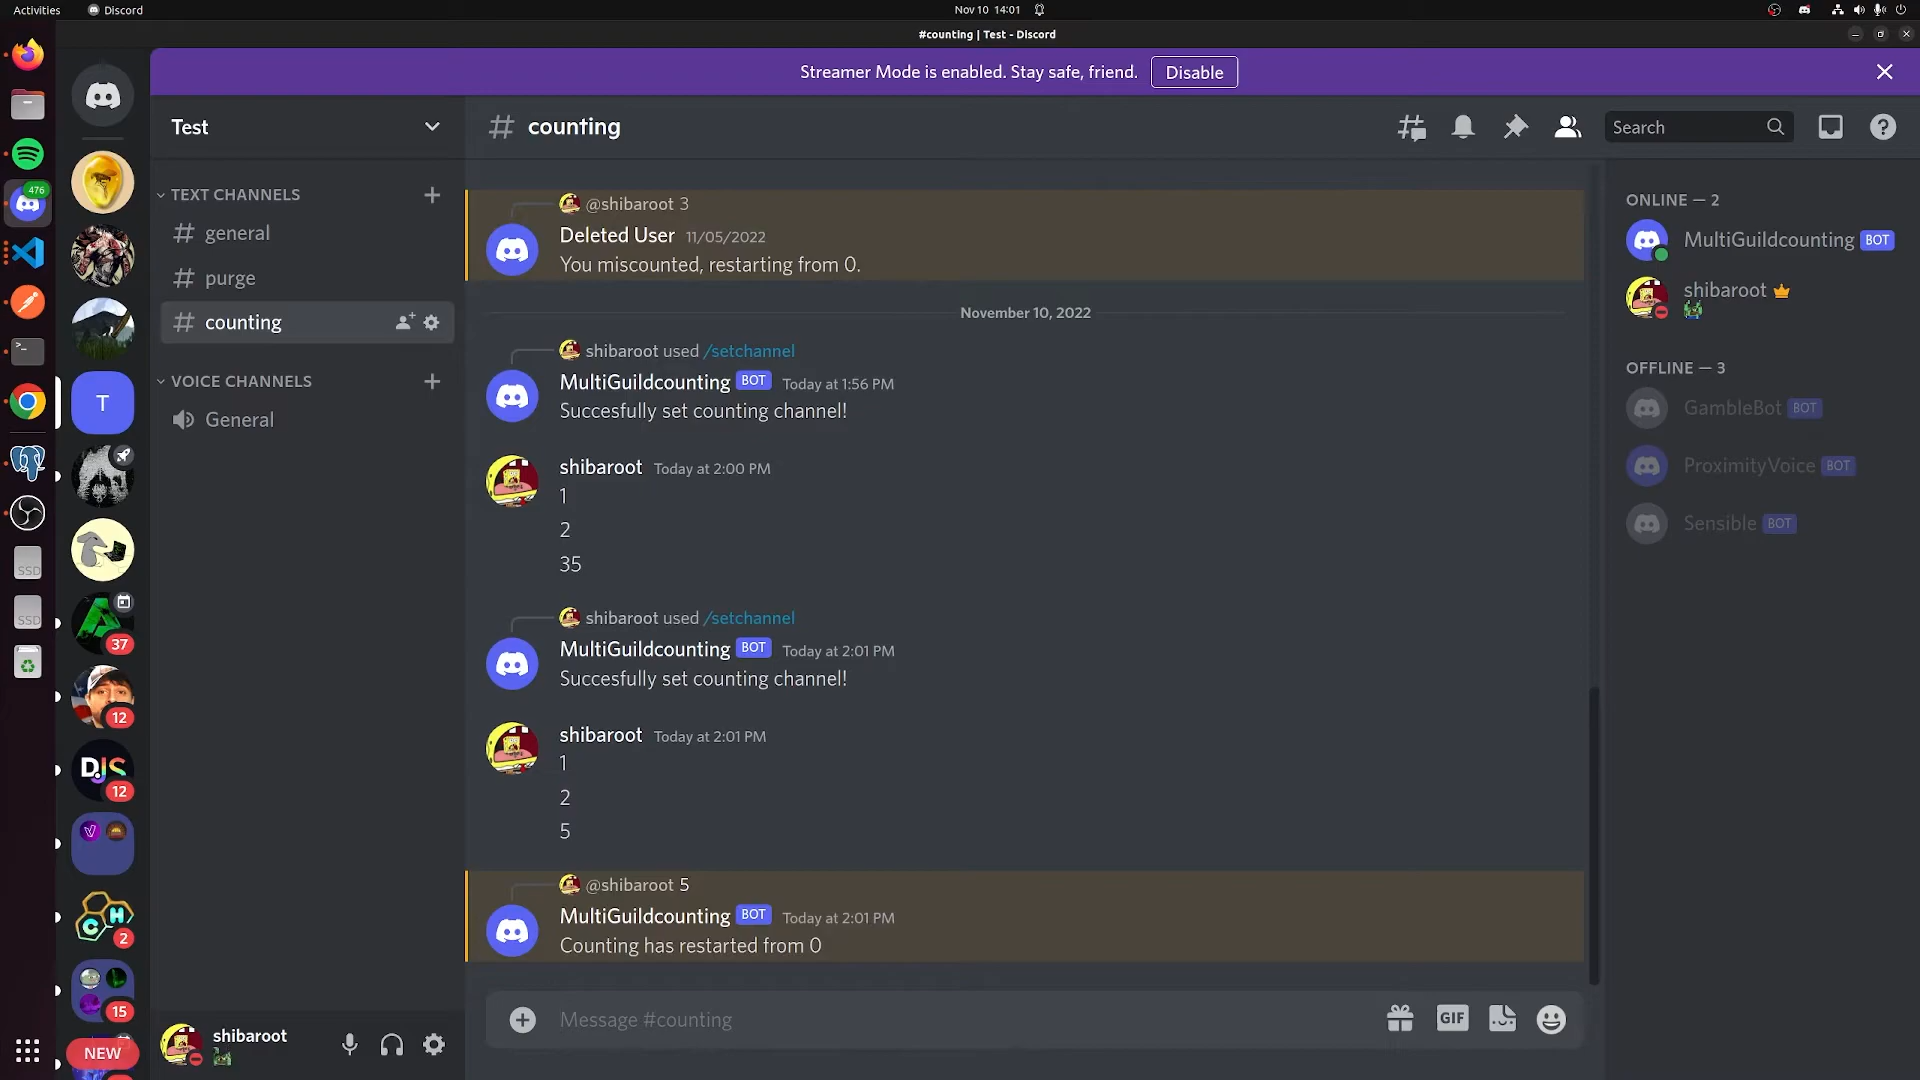 Activities
Discord
Nov 10 14:01
#counting | Test - Discord
Streamer Mode is enabled. Stay safe, friend.
Disable
Test
counting
Search
476
TEXT CHANNELS
general
purge
counting
VOICE CHANNELS
General
@shibaroot 3
Deleted User 11/05/2022
You miscounted, restarting from 0.
November 10, 2022
shibaroot used /setchannel
MultiGuildcounting BOT Today at 1:56 PM
Succesfully set counting channel!
shibaroot Today at 2:00 PM
1
2
35
shibaroot used /setchannel
MultiGuildcounting BOT Today at 2:01 PM
Succesfully set counting channel!
shibaroot Today at 2:01 PM
1
2
5
@shibaroot 5
MultiGuildcounting BOT Today at 2:01 PM
Counting has restarted from 0
Message #counting
GIF
ONLINE — 2
MultiGuildcounting BOT
shibaroot
OFFLINE — 3
GambleBot BOT
ProximityVoice BOT
Sensible BOT
T
SSD
SSD
37
12
DJS
12
C H
2
15
NEW
shibaroot